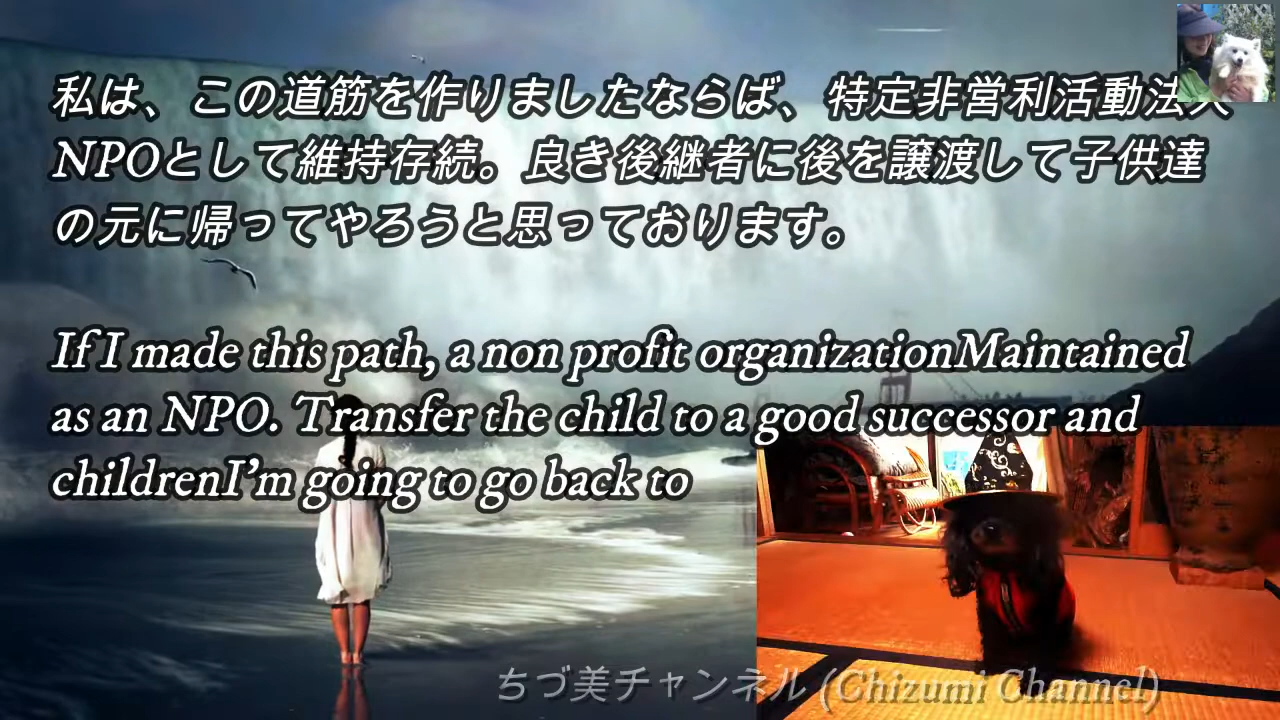 私は、この道筋を作りましたならば、特定非営利活動法人
NPOとして維持存続。良き後継者に後を譲渡して子供達
の元に帰ってやろうと思っております。
If I made this path, a non profit organizationMaintained
as an NPO. Transfer the child to a good successor and
childrenI'm going to go back to
ちづ美チャンネル (Chizumi Channel)